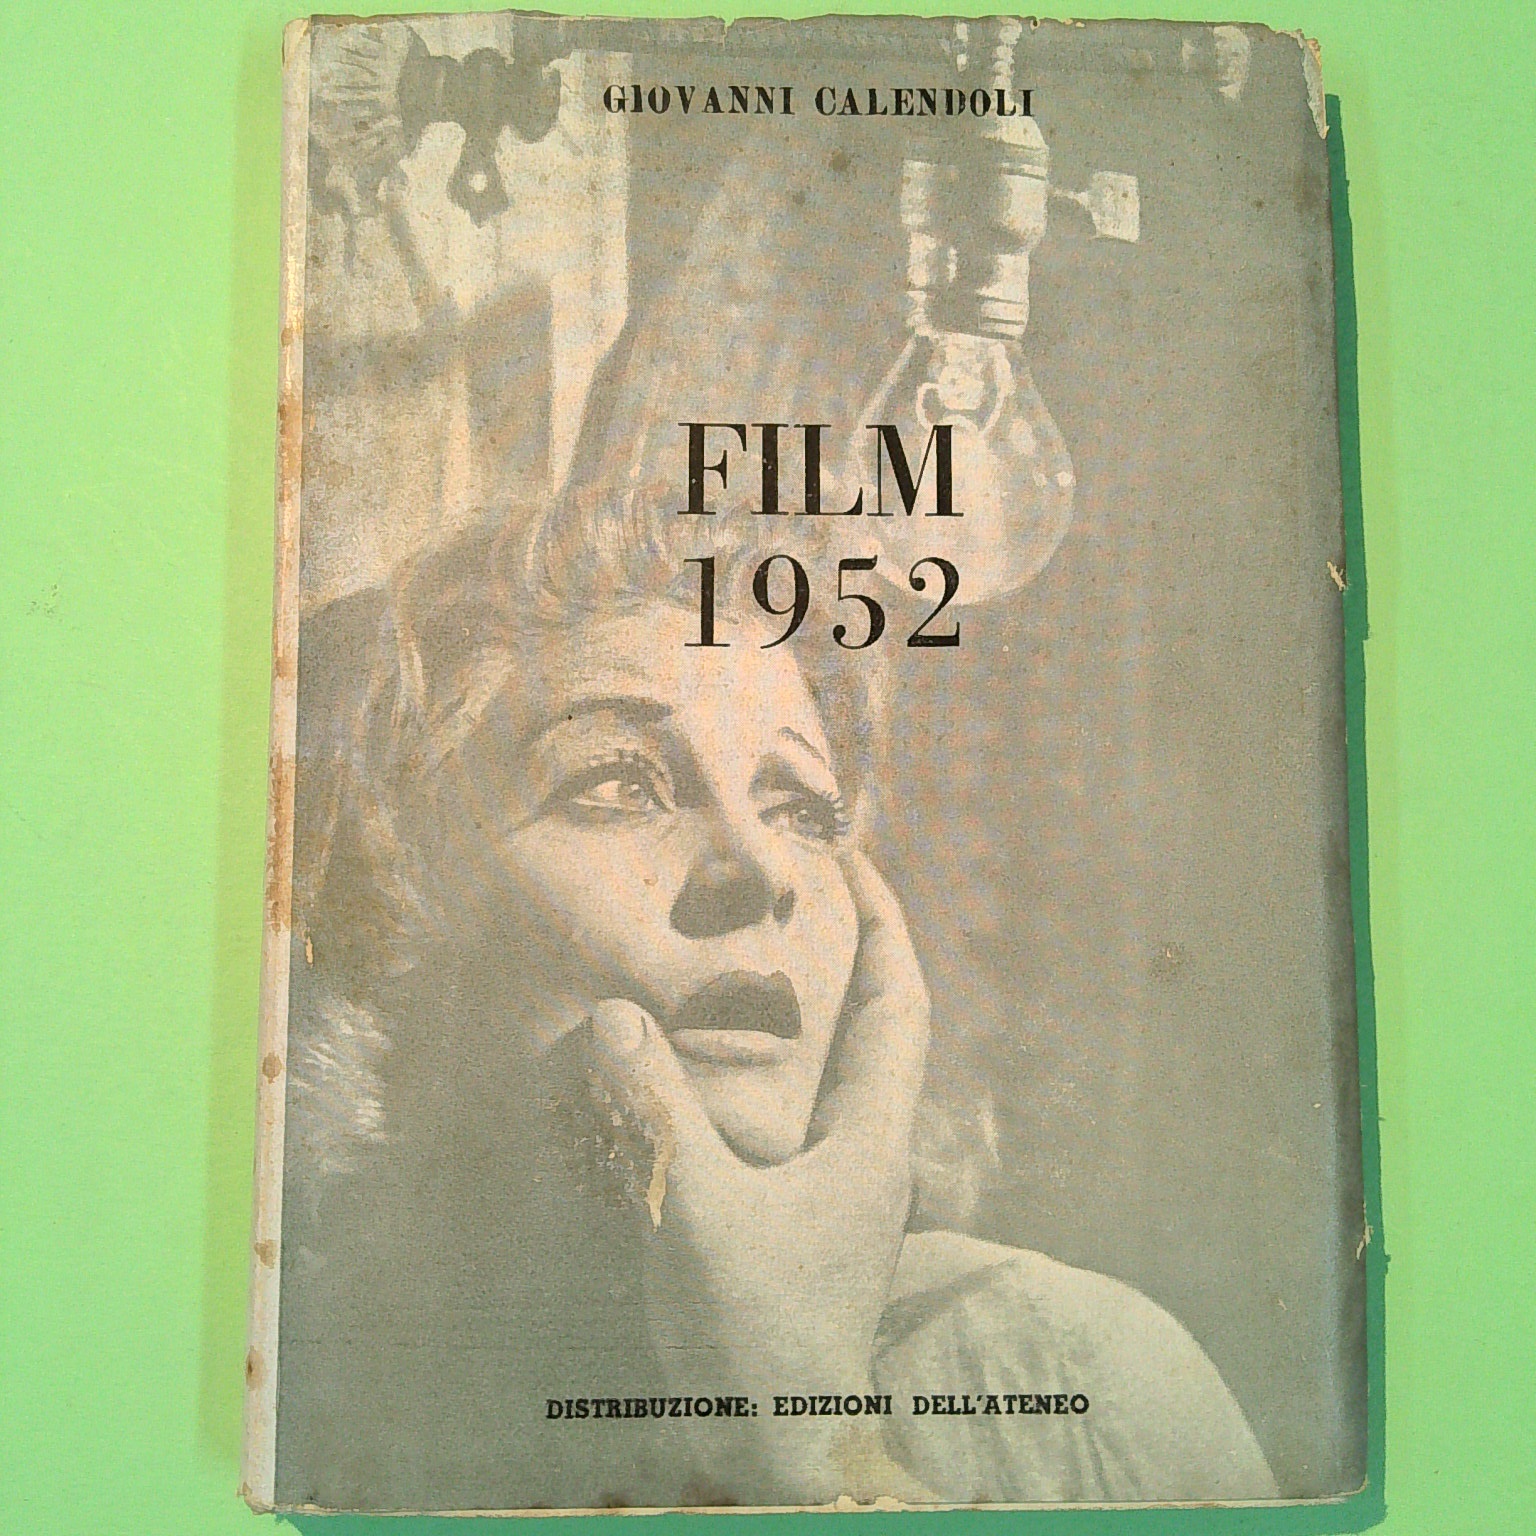 GIOVANNI CALENDOLI
FILM
1952
DISTRIBUZIONE: EDIZIONI DELL'ATENEO